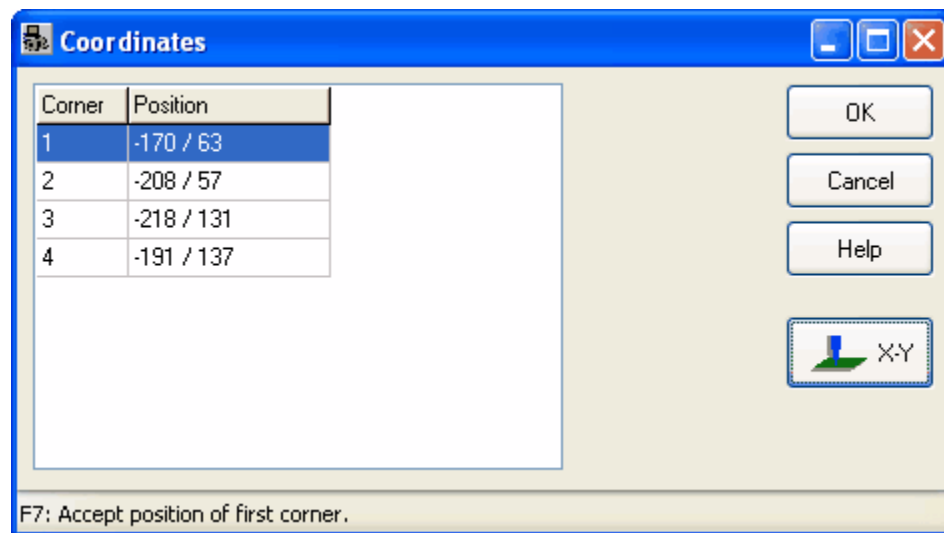 Coordinates
Corner Position
1 -170 / 63
2 -208 / 57
3 -218 / 131
4 -191 / 137
OK
Cancel
Help
X-Y
F7: Accept position of first corner.